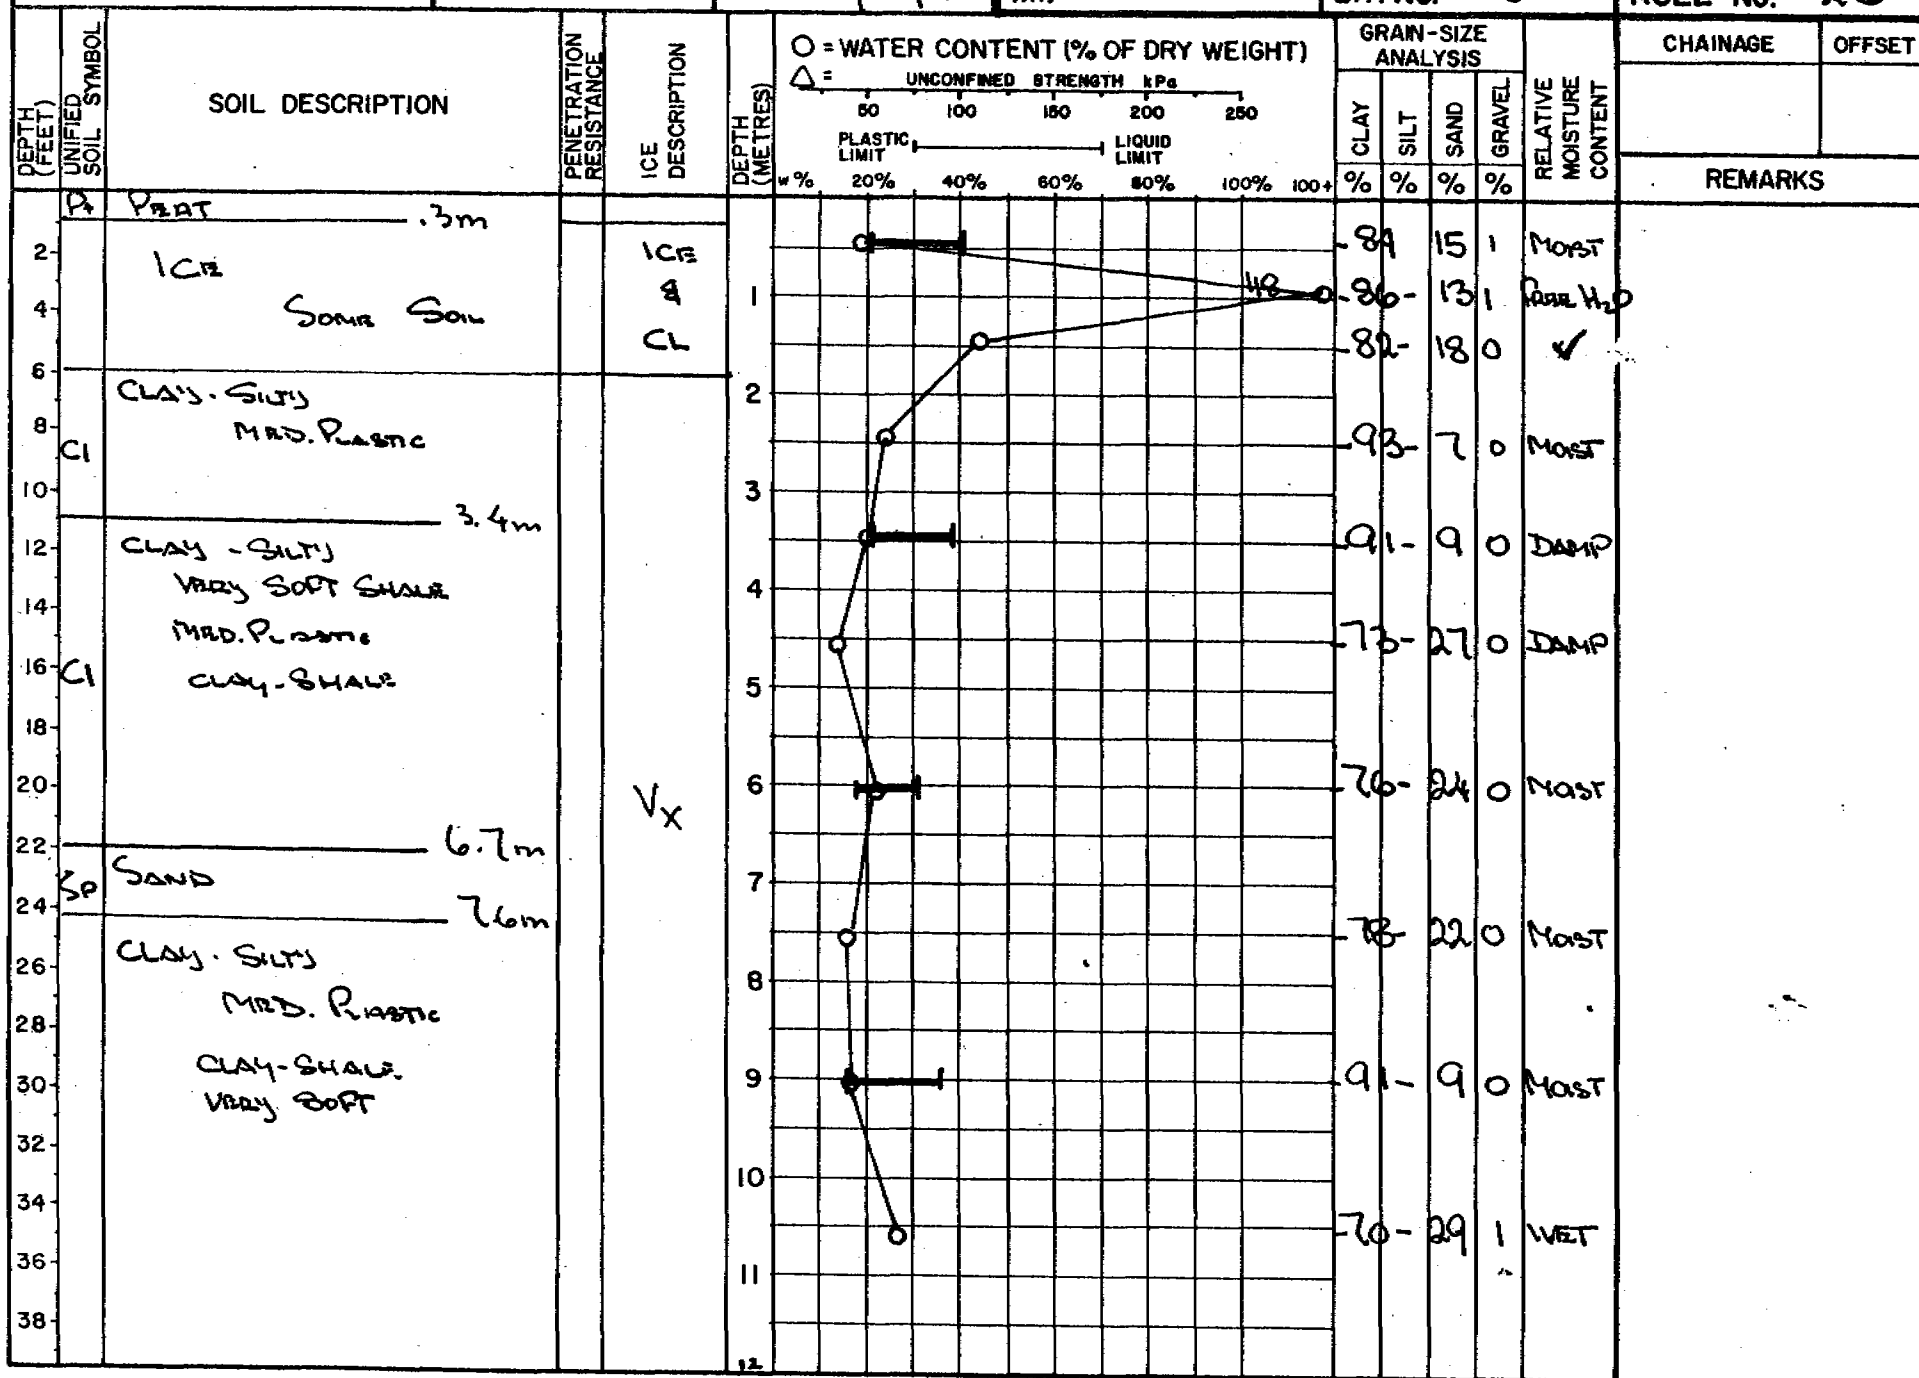 CHAINAGE OFFSET
REMARKS
DEPTH (FEET)
UNIFIED SOIL SYMBOL
SOIL DESCRIPTION
PENETRATION RESISTANCE
ICE DESCRIPTION
DEPTH (METRES)
O = WATER CONTENT (% OF DRY WEIGHT)
△ = UNCONFINED STRENGTH kPa
50 100 150 200 250
PLASTIC LIMIT
LIQUID LIMIT
w% 20% 40% 60% 80% 100% 100+
GRAIN-SIZE ANALYSIS
CLAY SILT SAND GRAVEL
% % % %
RELATIVE MOISTURE CONTENT
Pt PEAT .3m
ICE
SOME SOIL
ICE
&
CL
CLAY - SILTY
MED. PLASTIC
CI
3.4m
CLAY - SILTY
VERY SOFT SHALE
MED. PLASTIC
CLAY-SHALE
CI
Vx
6.7m
SP SAND
7.6m
CLAY - SILTY
MED. PLASTIC
CLAY-SHALE
VERY SOFT
2
4
6
8
10
12
14
16
18
20
22
24
26
28
30
32
34
36
38
1
2
3
4
5
6
7
8
9
10
11
12
148
-84 15 1 MOIST
-86- 13 1 FREE H2O
-82- 18 0 ✓
-93- 7 0 MOIST
-91- 9 0 DAMP
-73- 27 0 DAMP
-76- 24 0 MOIST
-78- 22 0 MOIST
-91- 9 0 MOIST
-70- 29 1 WET